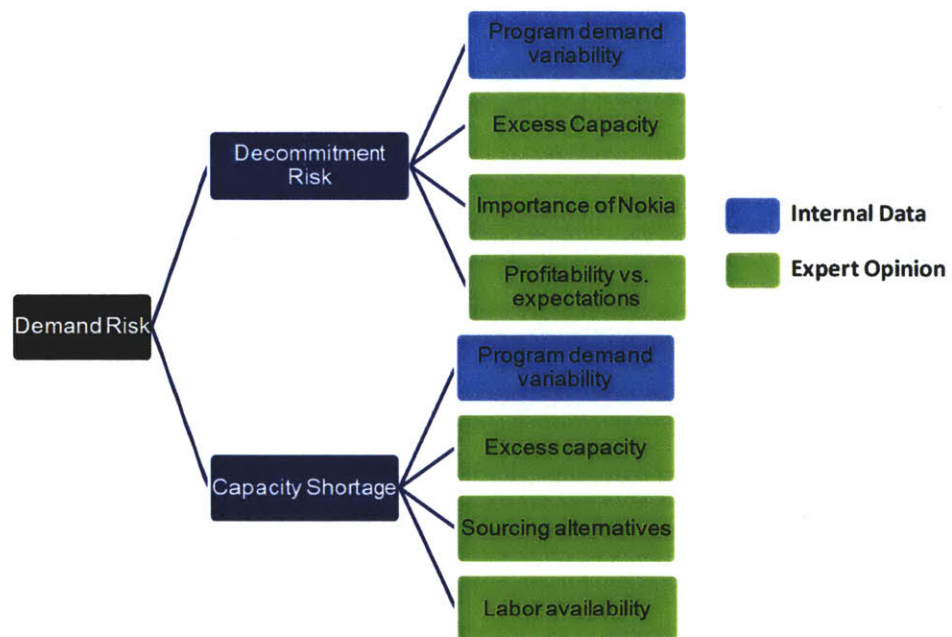 Program demand
variability
Excess Capacity
Decommitment
Risk
Importance of Nokia
Internal Data
Expert Opinion
Profitability vs.
expectations
Demand Risk
Program demand
variability
Excess capacity
Capacity Shortage
Sourcing alternatives
Labor availability